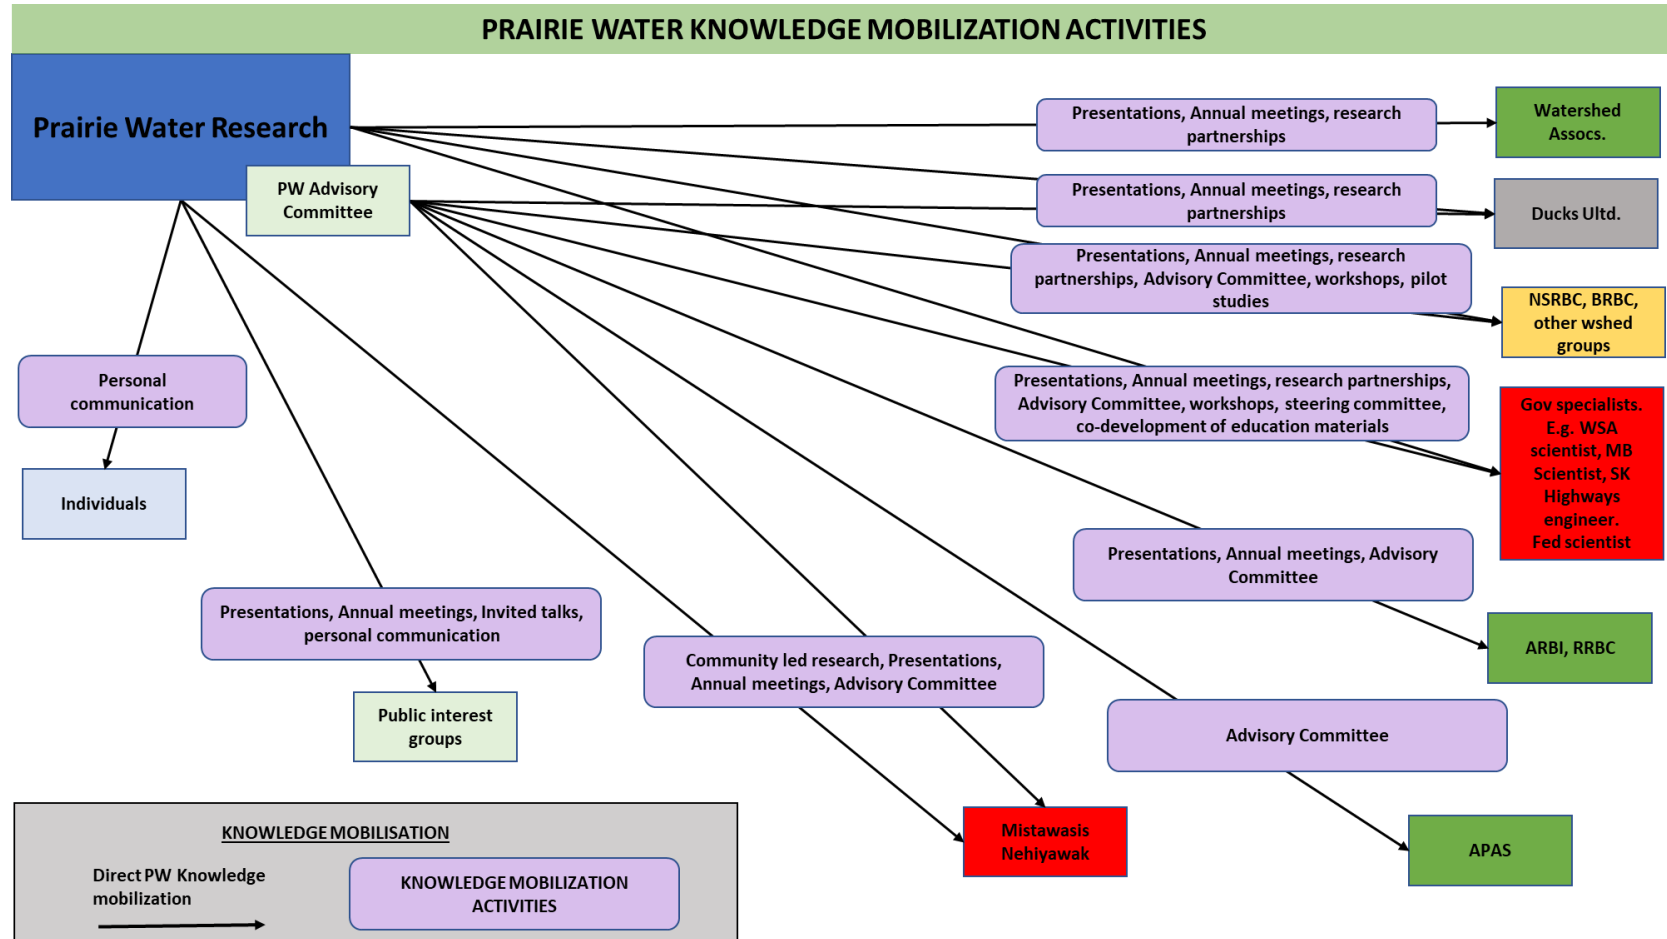 PRAIRIE WATER KNOWLEDGE MOBILIZATION ACTIVITIES
Prairie Water Research
PW Advisory
Committee
Presentations, Annual meetings, research
partnerships
Watershed
Assocs.
Presentations, Annual meetings, research
partnerships
Ducks Ultd.
Presentations, Annual meetings, research
partnerships, Advisory Committee, workshops, pilot
studies
NSRBC, BRBC,
other wshed
groups
Presentations, Annual meetings, research partnerships,
Advisory Committee, workshops, steering committee,
co-development of education materials
Gov specialists.
E.g. WSA
scientist, MB
Scientist, SK
Highways
engineer.
Fed scientist
Personal
communication
Individuals
Presentations, Annual meetings, Advisory
Committee
ARBI, RRBC
Presentations, Annual meetings, Invited talks,
personal communication
Public interest
groups
Community led research, Presentations,
Annual meetings, Advisory Committee
Mistawasis
Nehiyawak
Advisory Committee
APAS
KNOWLEDGE MOBILISATION
Direct PW Knowledge
mobilization
KNOWLEDGE MOBILIZATION
ACTIVITIES